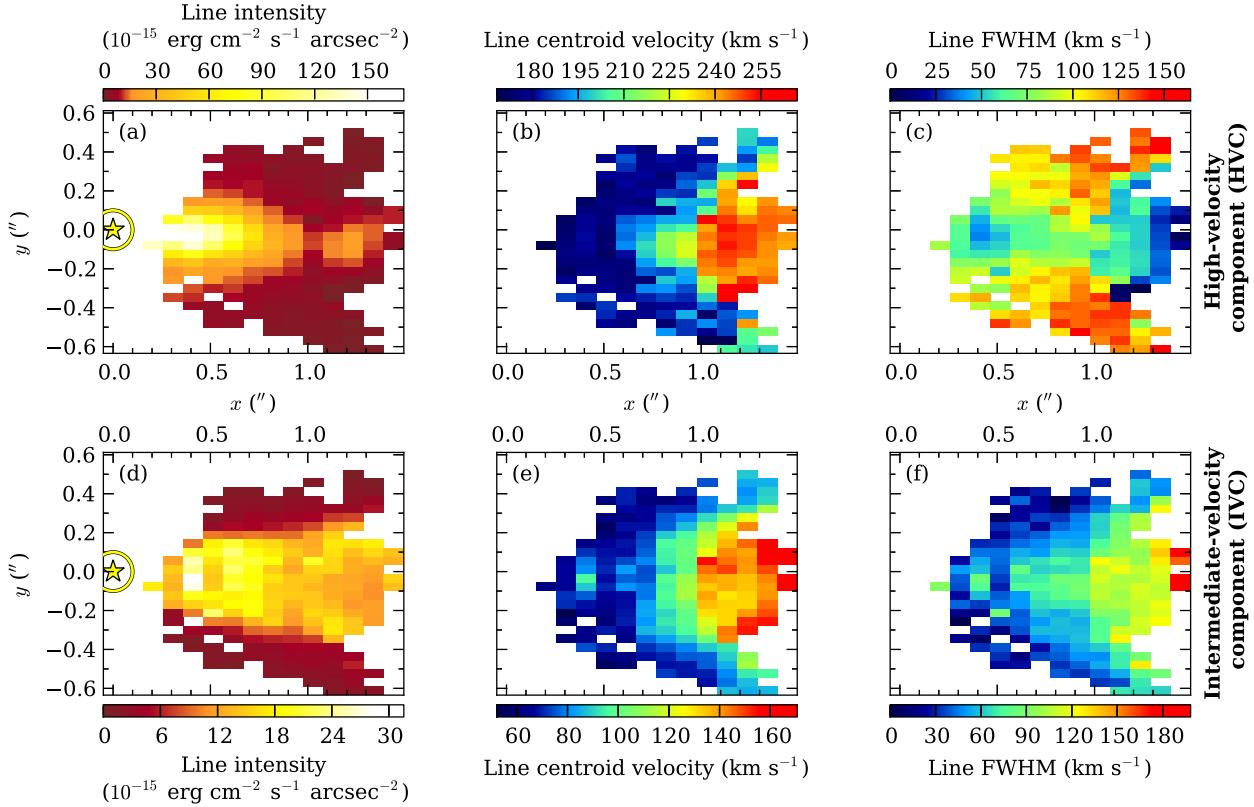 Line intensity
(10⁻¹⁵ erg cm⁻² s⁻¹ arcsec⁻²)
0 30 60 90 120 150
Line centroid velocity (km s⁻¹)
180 195 210 225 240 255
Line FWHM (km s⁻¹)
0 25 50 75 100 125 150
(a)
(b)
(c)
0.6
0.4
0.2
0.0
−0.2
−0.4
−0.6
y (″)
0.0 0.5 1.0
x (″)
0.0 0.5 1.0
x (″)
0.0 0.5 1.0
x (″)
High-velocity
component (HVC)
0.0 0.5 1.0
0.0 0.5 1.0
0.0 0.5 1.0
(d)
(e)
(f)
0.6
0.4
0.2
0.0
−0.2
−0.4
−0.6
y (″)
Intermediate-velocity
component (IVC)
0 6 12 18 24 30
Line intensity
(10⁻¹⁵ erg cm⁻² s⁻¹ arcsec⁻²)
60 80 100 120 140 160
Line centroid velocity (km s⁻¹)
0 30 60 90 120 150 180
Line FWHM (km s⁻¹)